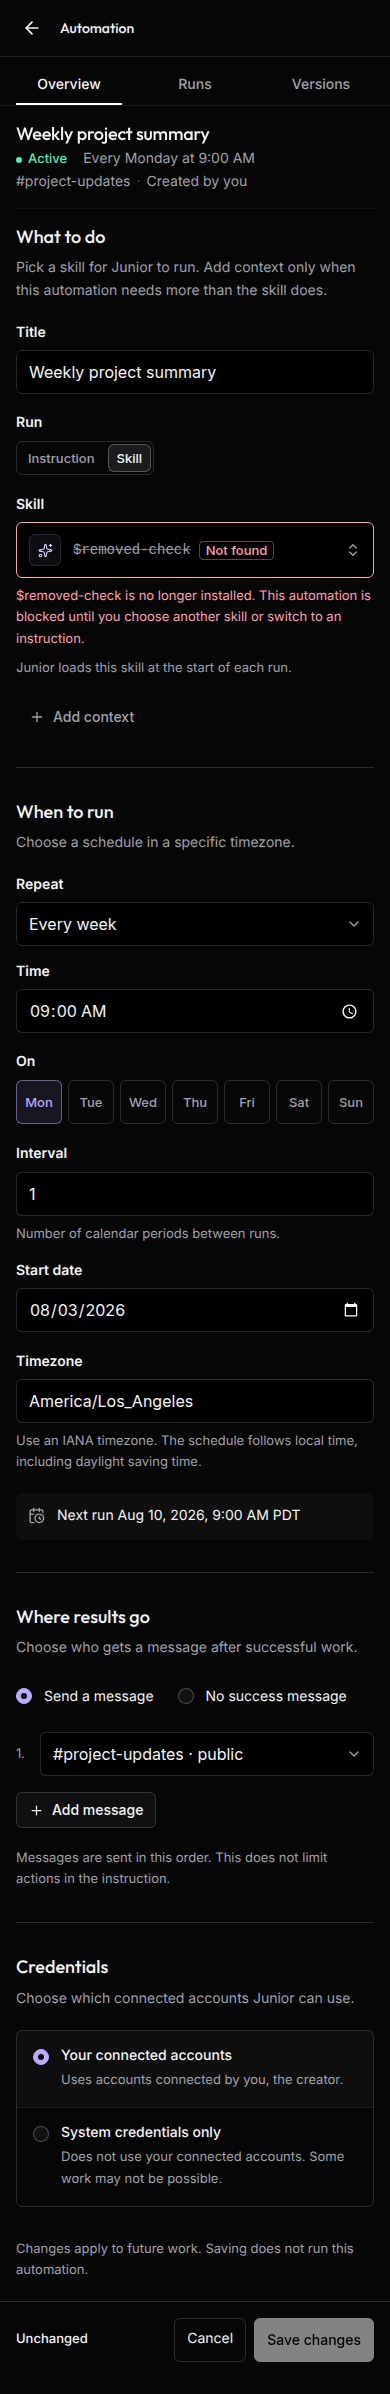 Automation
Overview
Runs
Versions
Weekly project summary
Active Every Monday at 9:00 AM
#project-updates · Created by you
What to do
Pick a skill for Junior to run. Add context only when
this automation needs more than the skill does.
Title
Weekly project summary
Run
Instruction Skill
Skill
$removed-check Not found
$removed-check is no longer installed. This automation is
blocked until you choose another skill or switch to an
instruction.
Junior loads this skill at the start of each run.
Add context
When to run
Choose a schedule in a specific timezone.
Repeat
Every week
Time
09:00 AM
On
Mon Tue Wed Thu Fri Sat Sun
Interval
1
Number of calendar periods between runs.
Start date
08/03/2026
Timezone
America/Los_Angeles
Use an IANA timezone. The schedule follows local time,
including daylight saving time.
Next run Aug 10, 2026, 9:00 AM PDT
Where results go
Choose who gets a message after successful work.
Send a message No success message
1. #project-updates · public
Add message
Messages are sent in this order. This does not limit
actions in the instruction.
Credentials
Choose which connected accounts Junior can use.
Your connected accounts
Uses accounts connected by you, the creator.
System credentials only
Does not use your connected accounts. Some
work may not be possible.
Changes apply to future work. Saving does not run this
automation.
Unchanged Cancel Save changes